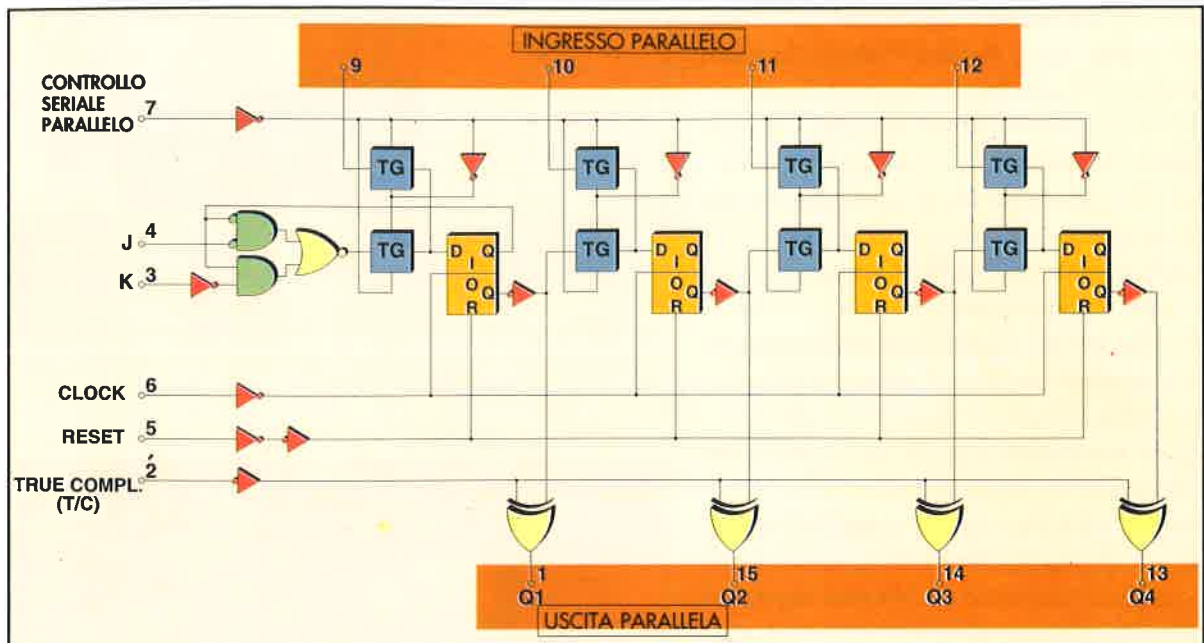 INGRESSO PARALLELO
9 10 11 12
CONTROLLO
SERIALE
PARALLELO
7
TG TG TG TG
J 4
TG TG TG TG
K 3
D Q D Q D Q D Q
I I I I
O Q O Q O Q O Q
R R R R
CLOCK 6
RESET 5
TRUE COMPL. 2
(T/C)
1 15 14 13
Q1 Q2 Q3 Q4
USCITA PARALLELA